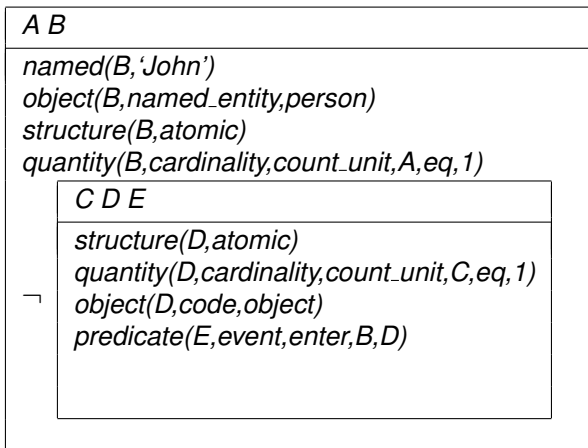 A B
named(B,‘John’)
object(B,named_entity,person)
structure(B,atomic)
quantity(B,cardinality,count_unit,A,eq,1)
C D E
structure(D,atomic)
quantity(D,cardinality,count_unit,C,eq,1)
object(D,code,object)
¬
predicate(E,event,enter,B,D)